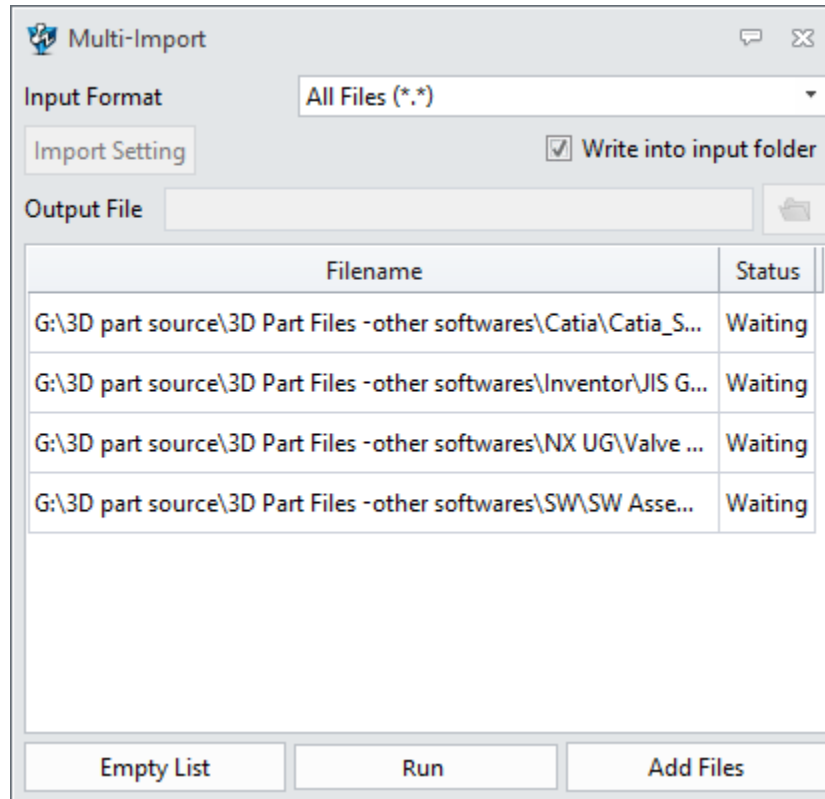 Multi-Import
Input Format All Files (*.*)
Import Setting Write into input folder
Output File
Filename Status
G:\3D part source\3D Part Files -other softwares\Catia\Catia_S... Waiting
G:\3D part source\3D Part Files -other softwares\Inventor\JIS G... Waiting
G:\3D part source\3D Part Files -other softwares\NX UG\Valve ... Waiting
G:\3D part source\3D Part Files -other softwares\SW\SW Asse... Waiting
Empty List Run Add Files